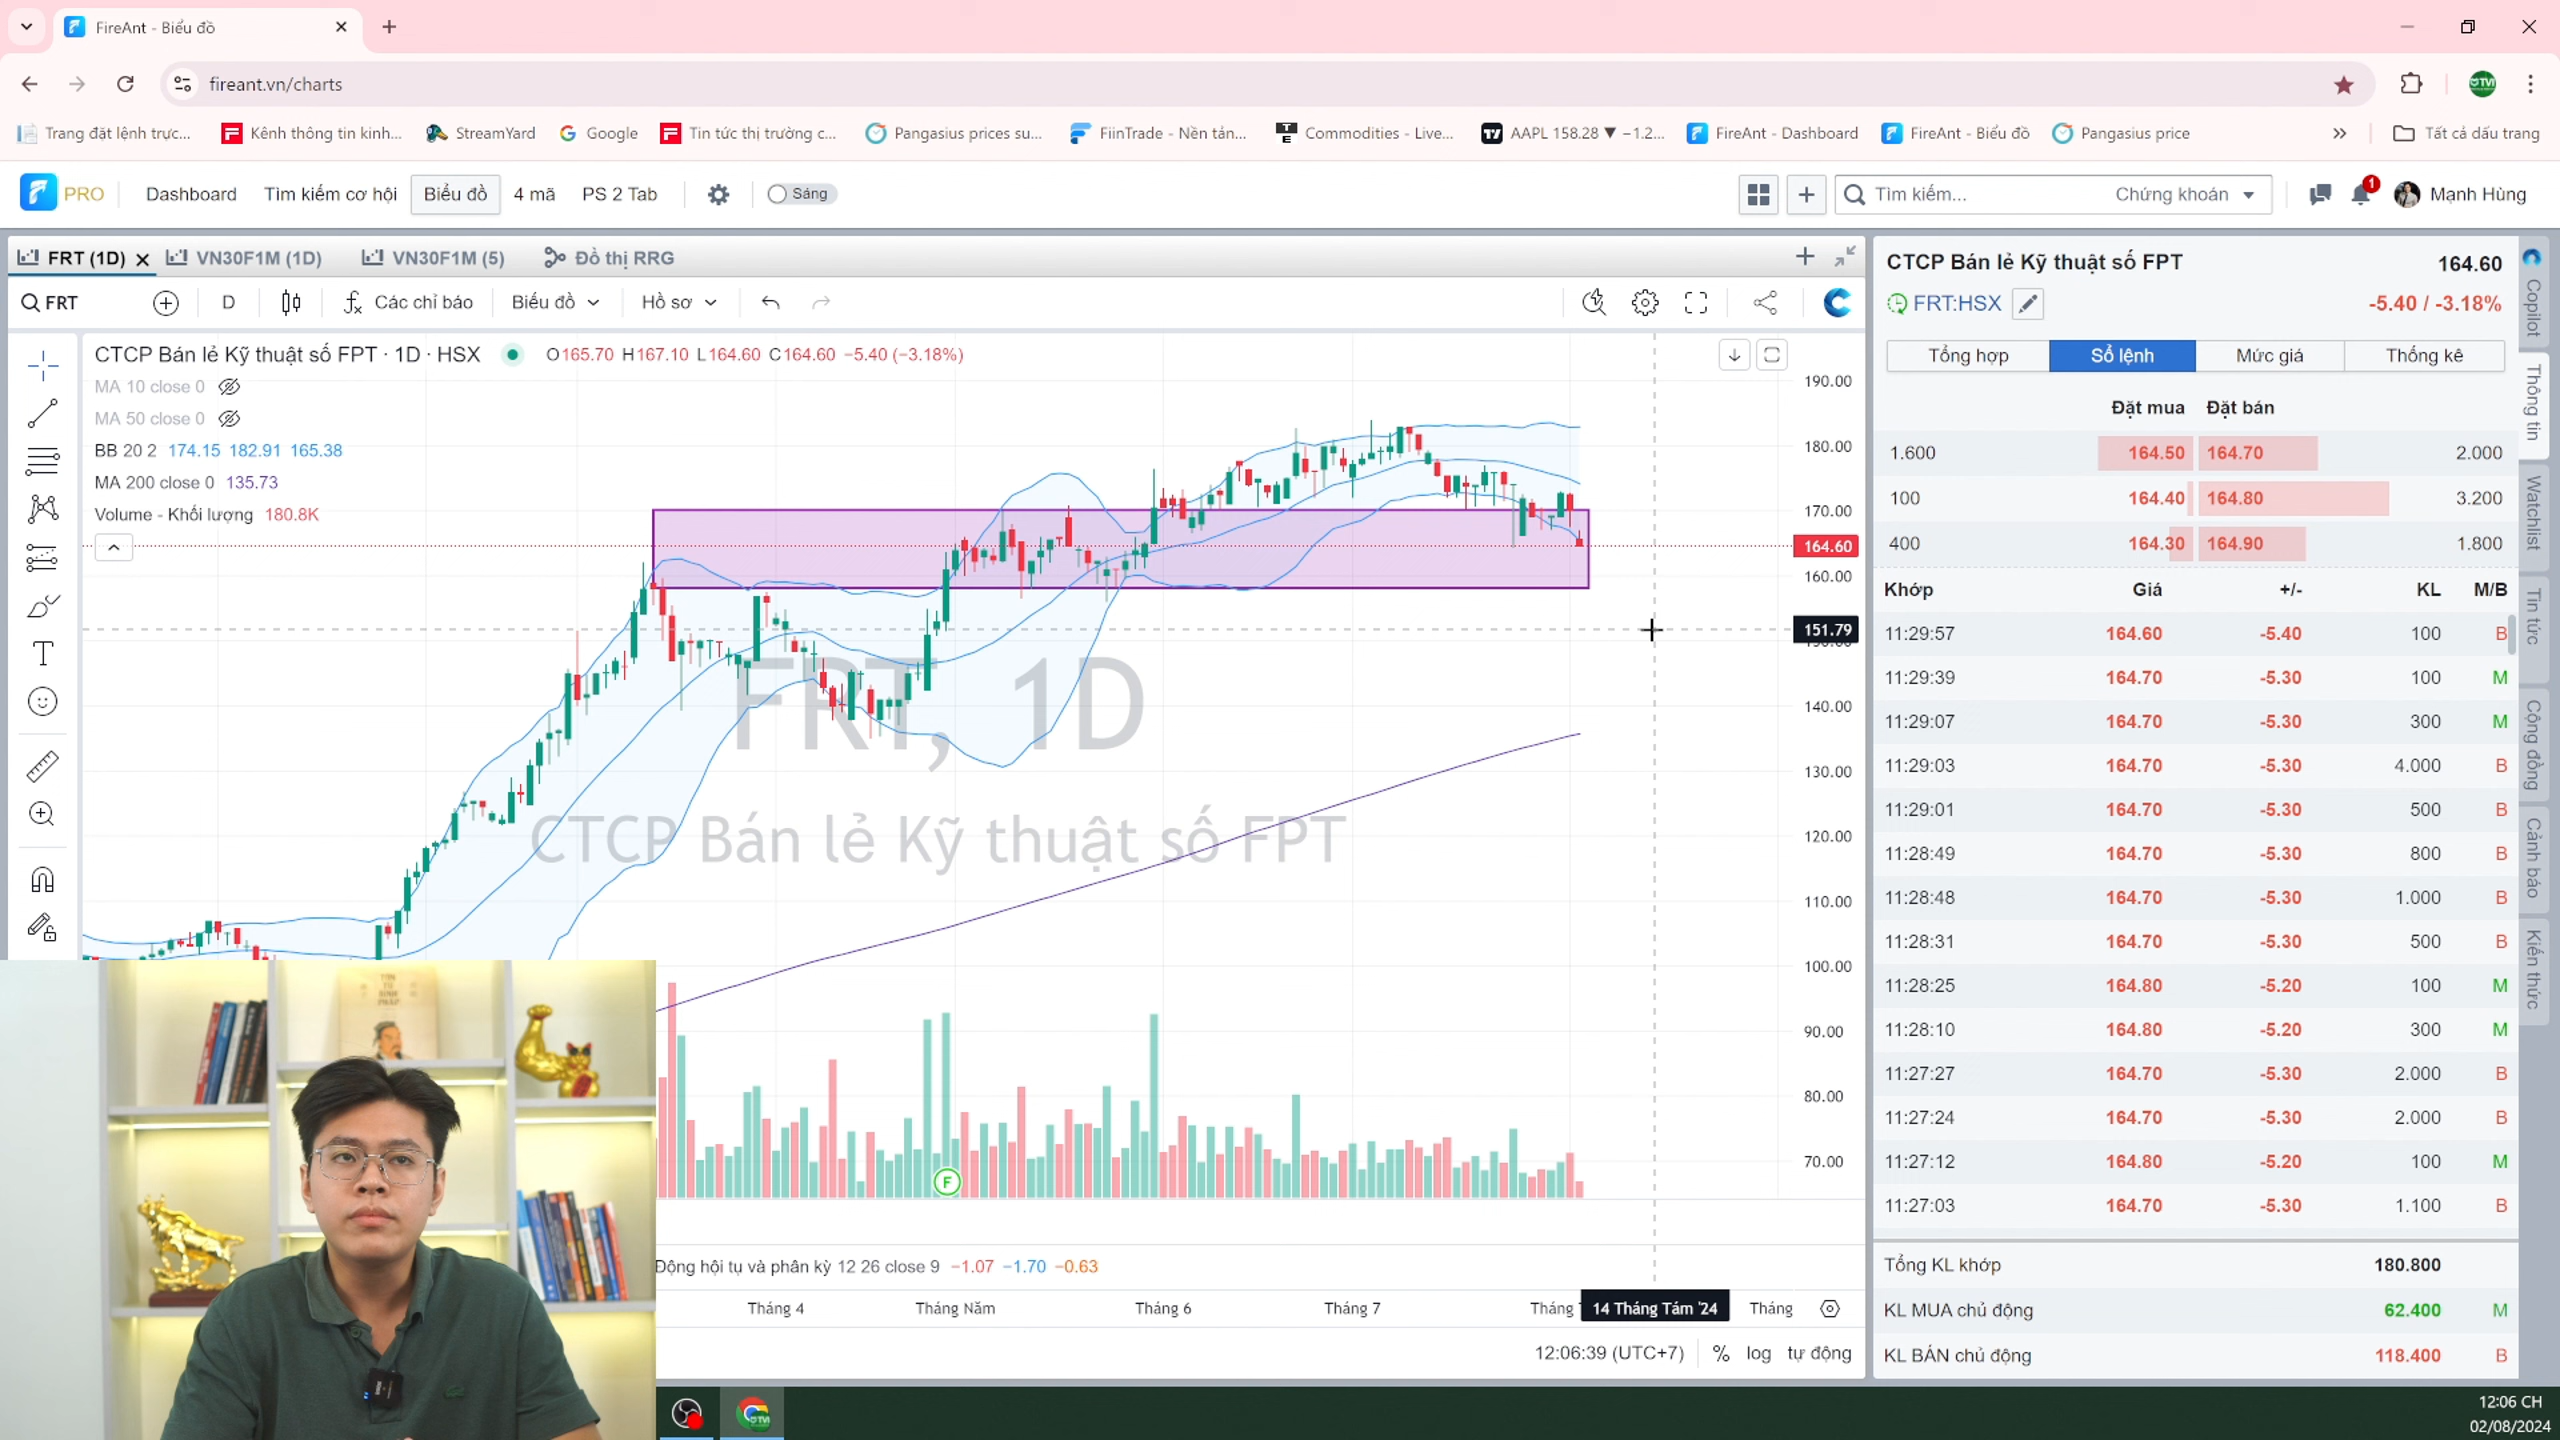 FireAnt - Biểu đồ
fireant.vn/charts
Trang đặt lệnh trực...
Kênh thông tin kinh...
StreamYard
Google
Tin tức thị trường c...
Pangasius prices su...
FiinTrade - Nền tản...
Commodities - Live...
AAPL 158.28 ▼ −1.2...
FireAnt - Dashboard
FireAnt - Biểu đồ
Pangasius price
Tất cả dấu trang
PRO
Dashboard
Tìm kiếm cơ hội
Biểu đồ
4 mã
PS 2 Tab
Sáng
Tìm kiếm...
Chứng khoán
1
Mạnh Hùng
FRT (1D)
VN30F1M (1D)
VN30F1M (5)
Đồ thị RRG
FRT
D
Các chỉ báo
Biểu đồ
Hồ sơ
CTCP Bán lẻ Kỹ thuật số FPT · 1D · HSX
O165.70 H167.10 L164.60 C164.60 −5.40 (−3.18%)
MA 10 close 0
MA 50 close 0
BB 20 2 174.15 182.91 165.38
MA 200 close 0 135.73
Volume - Khối lượng 180.8K
FRT, 1D
CTCP Bán lẻ Kỹ thuật số FPT
190.00
180.00
170.00
164.60
160.00
151.79
140.00
130.00
120.00
110.00
100.00
90.00
80.00
70.00
F
Động hội tụ và phân kỳ 12 26 close 9 −1.07 −1.70 −0.63
Tháng 4
Tháng Năm
Tháng 6
Tháng 7
Tháng
14 Tháng Tám '24
Tháng
12:06:39 (UTC+7)
%
log
tự động
CTCP Bán lẻ Kỹ thuật số FPT
164.60
FRT:HSX
-5.40 / -3.18%
Tổng hợp
Sổ lệnh
Mức giá
Thống kê
Đặt mua Đặt bán
1.600 164.50 164.70 2.000
100 164.40 164.80 3.200
400 164.30 164.90 1.800
Khớp Giá +/- KL M/B
11:29:57 164.60 -5.40 100 B
11:29:39 164.70 -5.30 100 M
11:29:07 164.70 -5.30 300 M
11:29:03 164.70 -5.30 4.000 B
11:29:01 164.70 -5.30 500 B
11:28:49 164.70 -5.30 800 B
11:28:48 164.70 -5.30 1.000 B
11:28:31 164.70 -5.30 500 B
11:28:25 164.80 -5.20 100 M
11:28:10 164.80 -5.20 300 M
11:27:27 164.70 -5.30 2.000 B
11:27:24 164.70 -5.30 2.000 B
11:27:12 164.80 -5.20 100 M
11:27:03 164.70 -5.30 1.100 B
Tổng KL khớp 180.800
KL MUA chủ động 62.400 M
KL BÁN chủ động 118.400 B
Copilot
Thông tin
Watchlist
Tin tức
Cộng đồng
Cảnh báo
Kiến thức
12:06 CH
02/08/2024